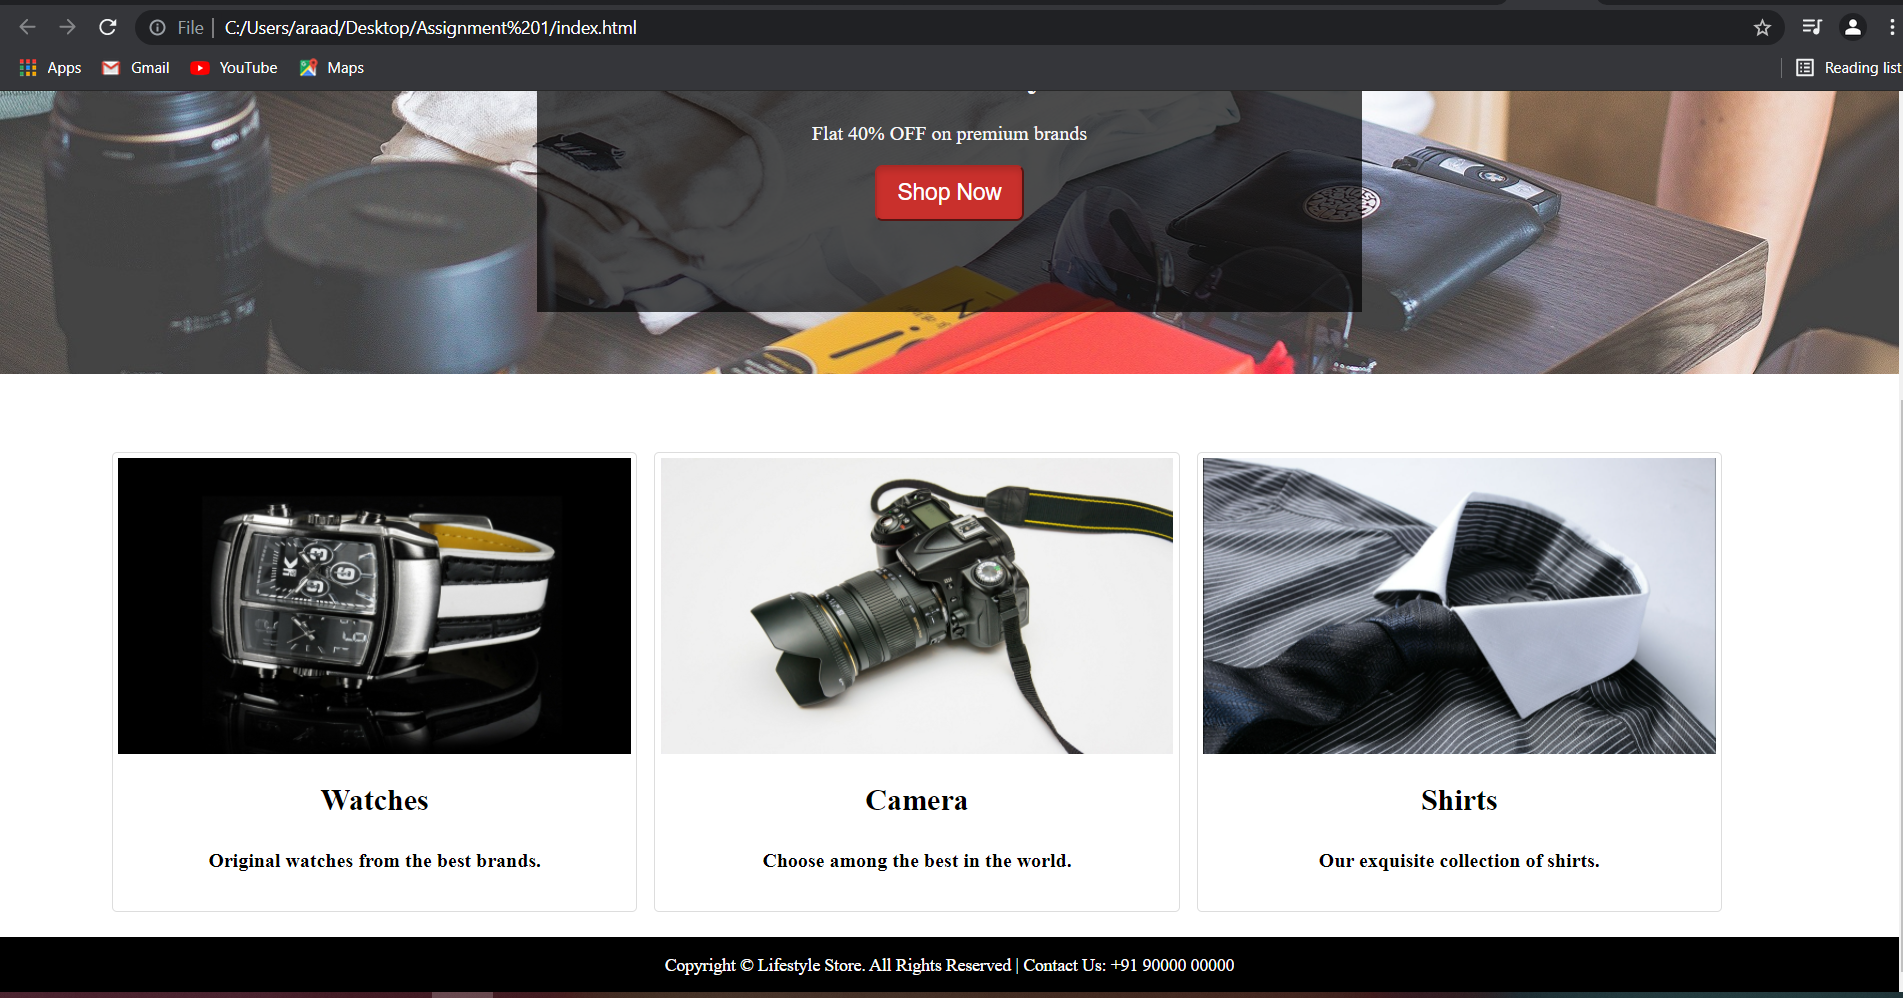 File | C:/Users/araad/Desktop/Assignment%201/index.html
Apps Gmail YouTube Maps Reading list
Flat 40% OFF on premium brands
Shop Now
Watches
Original watches from the best brands.
Camera
Choose among the best in the world.
Shirts
Our exquisite collection of shirts.
Copyright © Lifestyle Store. All Rights Reserved | Contact Us: +91 90000 00000